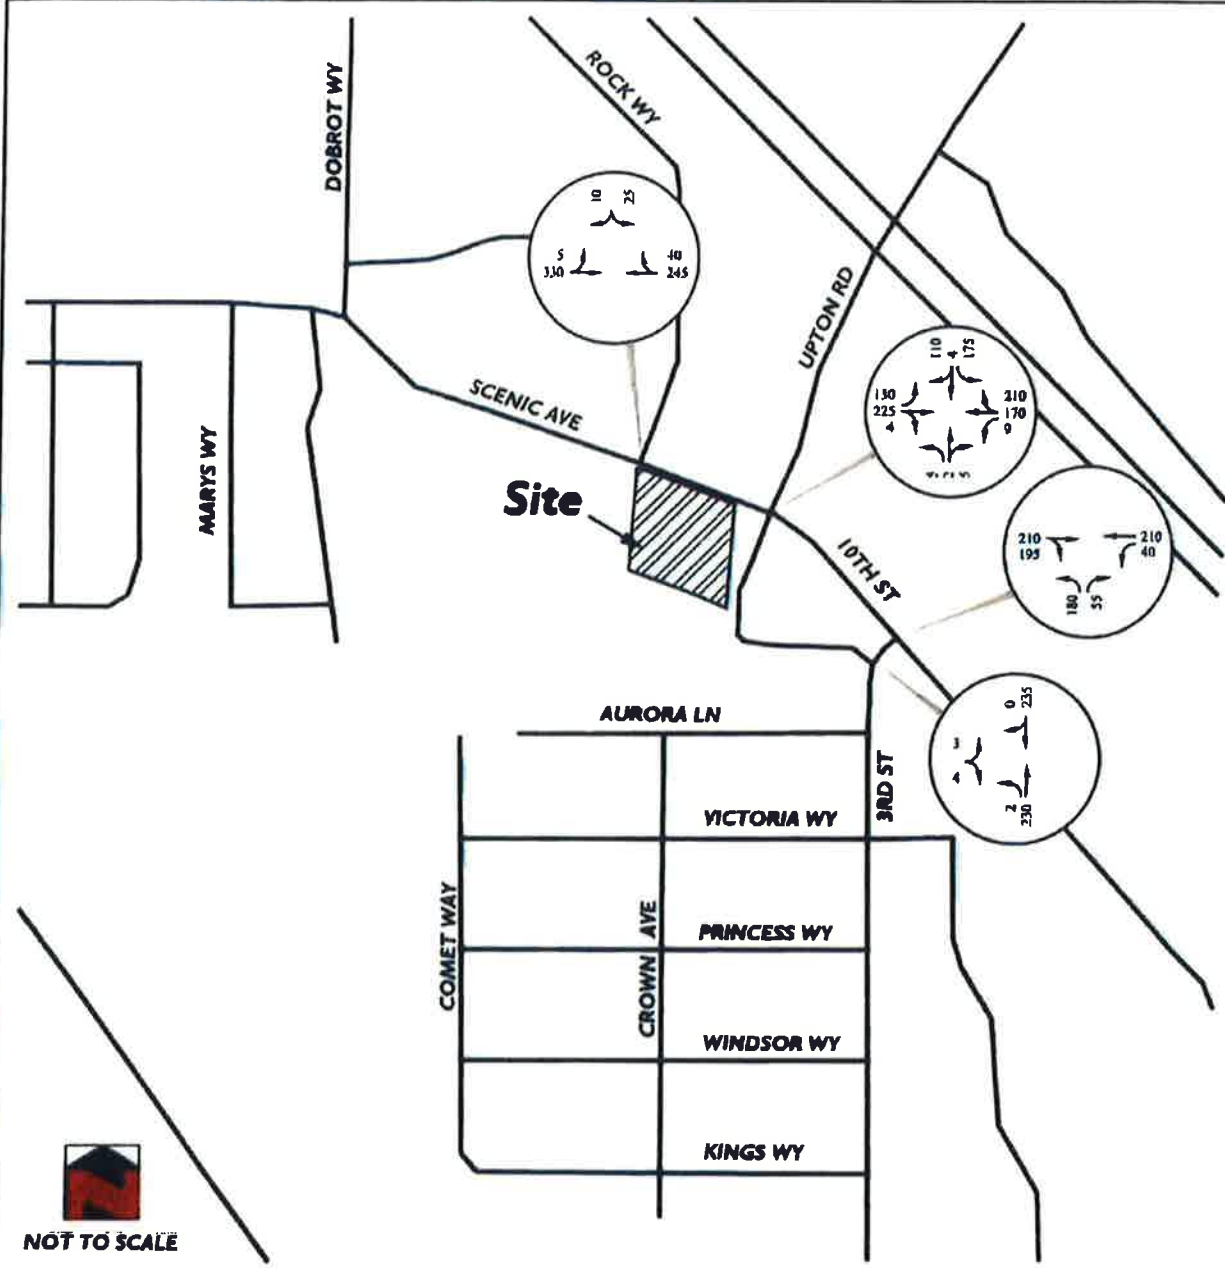 DOBROT WY
ROCK WY
10
25
5
330
40
245
UPTON RD
SCENIC AVE
MARYS WY
110
4
175
225
4
210
170
9
Site
10TH ST
210
195
210
40
180
55
AURORA LN
0
235
3
4
2
230
3RD ST
VICTORIA WY
COMET WAY
CROWN AVE
PRINCESS WY
WINDSOR WY
KINGS WY
NOT TO SCALE